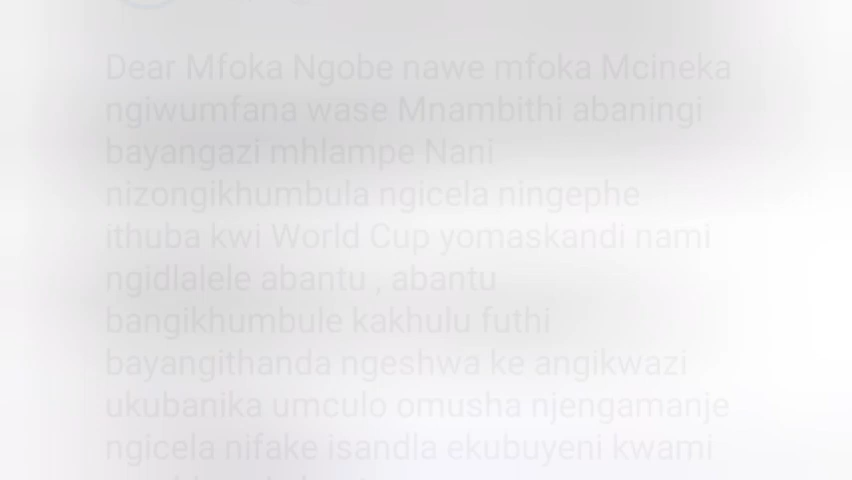 Dear Mfoka Ngobe nawe mfoka Mcineka
ngiwumfana wase Mnambithi abaningi
bayangazi mhlampe Nani
nizongikhumbula ngicela ningephe
ithuba kwi World Cup yomaskandi nami
ngidlalele abantu , abantu
bangikhumbule kakhulu futhi
bayangithanda ngeshwa ke angikwazi
ukubanika umculo omusha njengamanje
ngicela nifake isandla ekubuyeni kwami